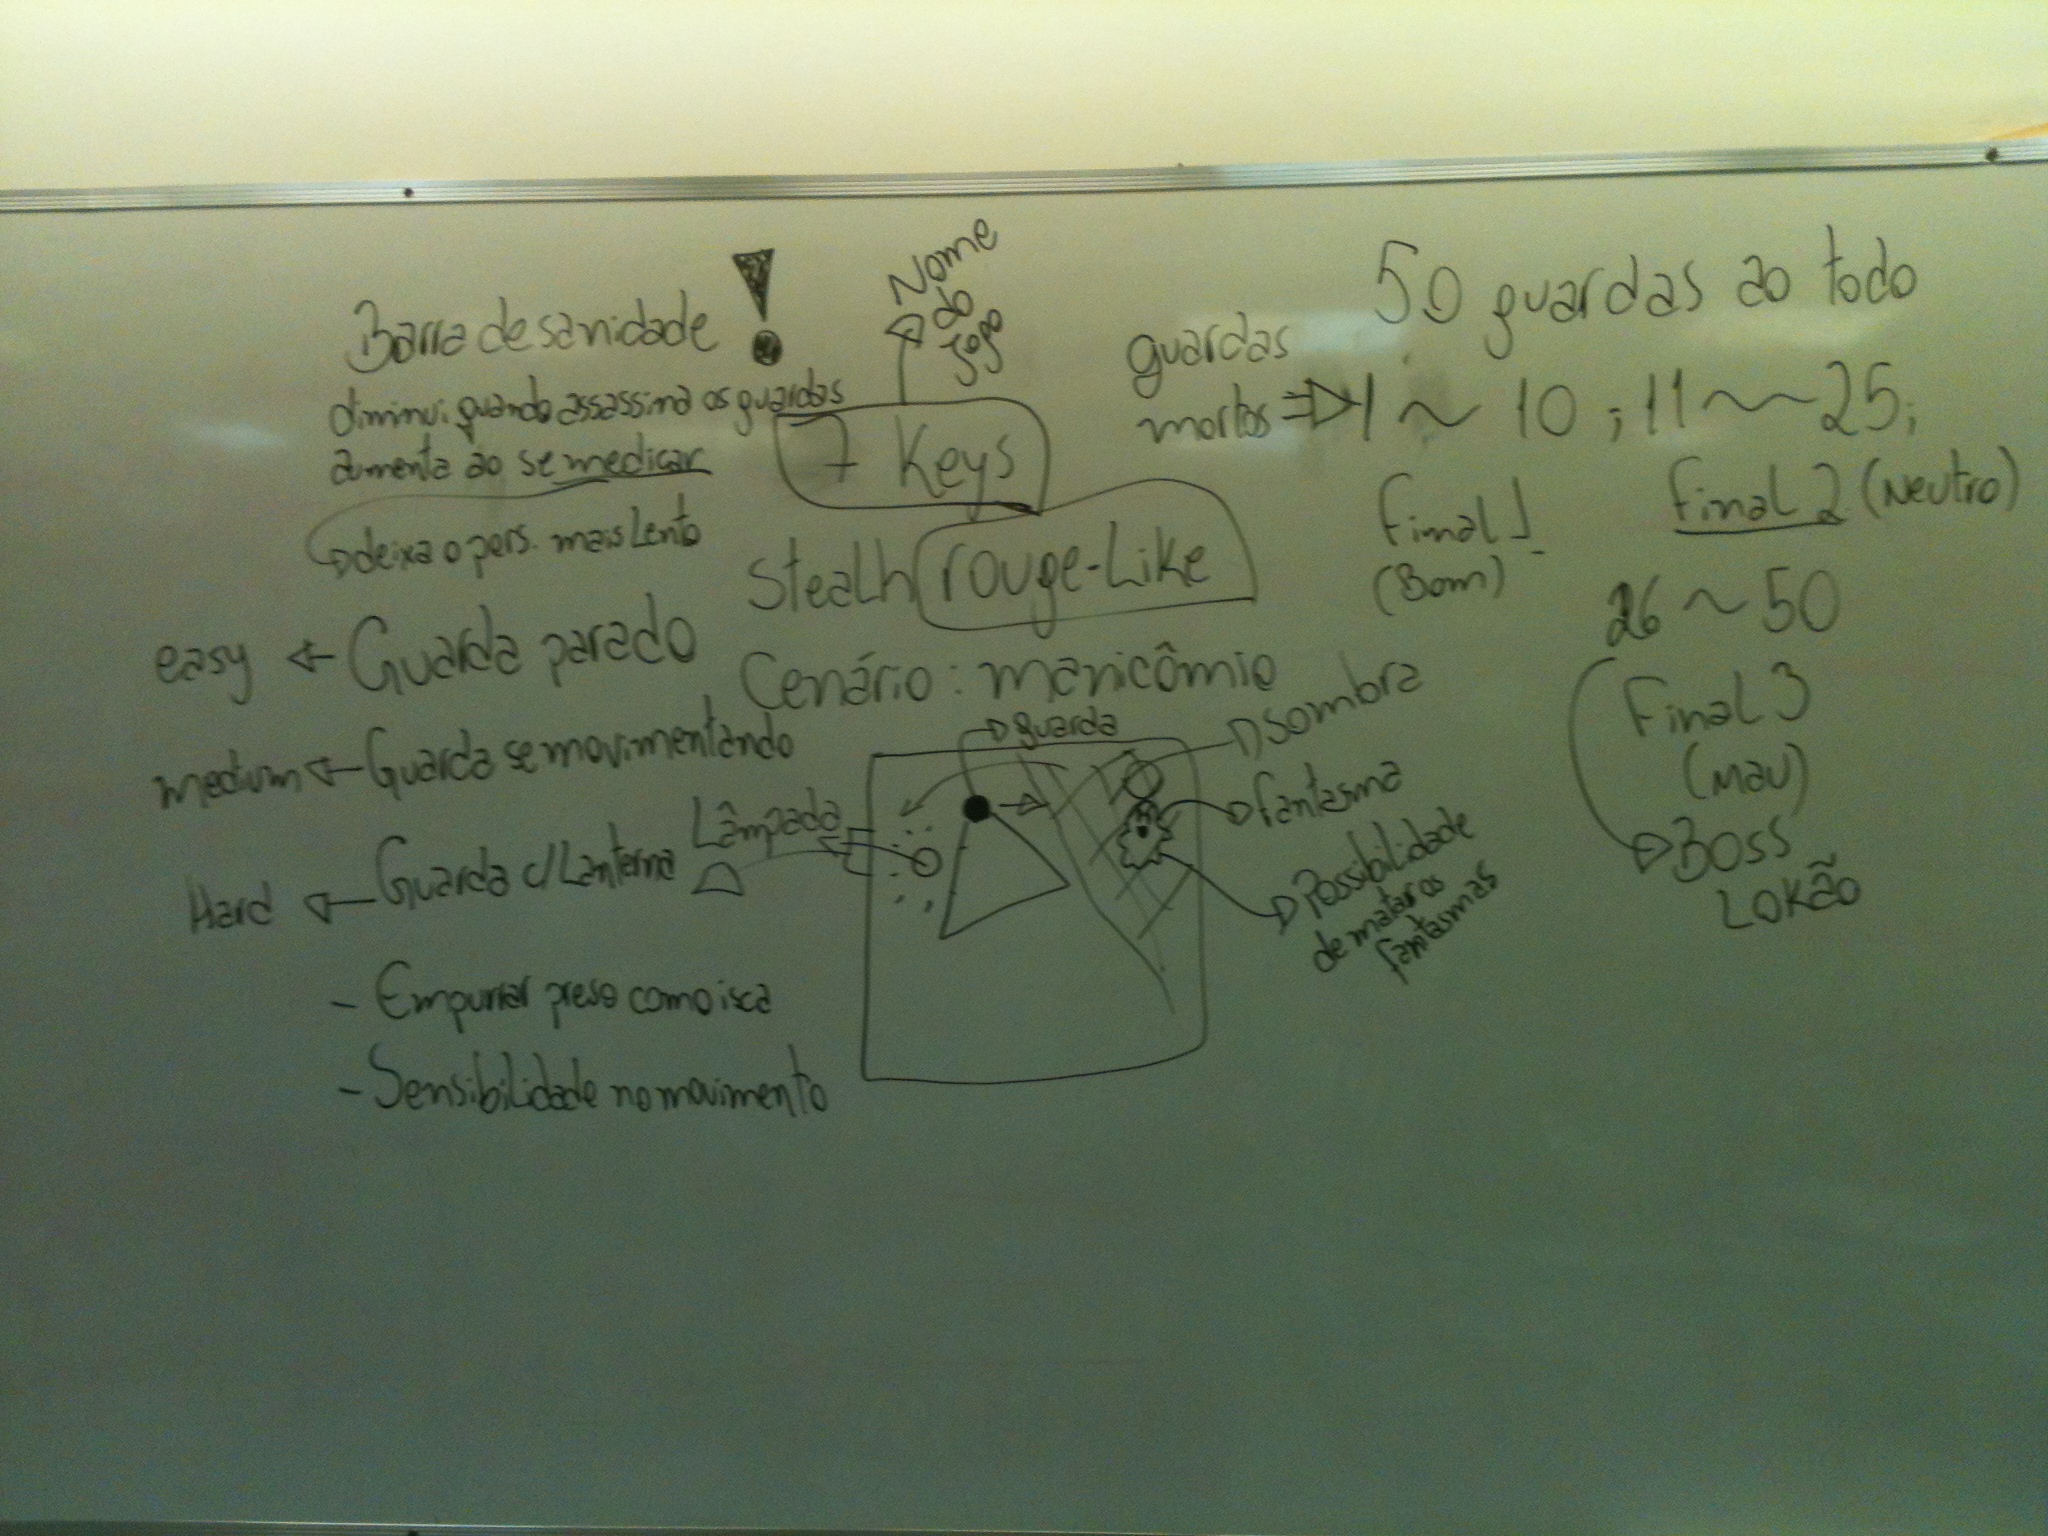 Barra de sanidade !
diminui quando assassina os guardas
aumenta ao se medicar
deixa o pers. mais lento
easy ← Guarda parado
medium ← Guarda se movimentando
Hard ← Guarda c/ Lanterna
- Empurrar preso como isca
- Sensibilidade no movimento
Nome
do
Jogo
7 Keys
Stealh rouge-Like
Cenário: manicômio
guarda
Lâmpada
sombra
fantasma
Possibilidade
de matar os
fantasmas
50 guardas ao todo
guardas
mortos ⇒ 1 ~ 10 ; 11 ~ 25;
Final 1
(Bom)
Final 2 (Neutro)
26 ~ 50
Final 3
(Mau)
Boss
LOKÃO